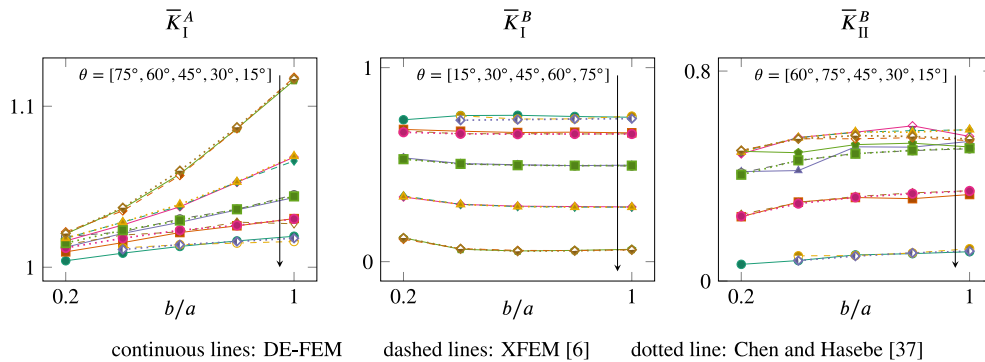 K̅_I^A
K̅_I^B
K̅_II^B
θ = [75°, 60°, 45°, 30°, 15°]
1.1
1
0.2
1
b/a
θ = [15°, 30°, 45°, 60°, 75°]
1
0
0.2
1
b/a
θ = [60°, 75°, 45°, 30°, 15°]
0.8
0
0.2
1
b/a
continuous lines: DE-FEM dashed lines: XFEM [6] dotted line: Chen and Hasebe [37]